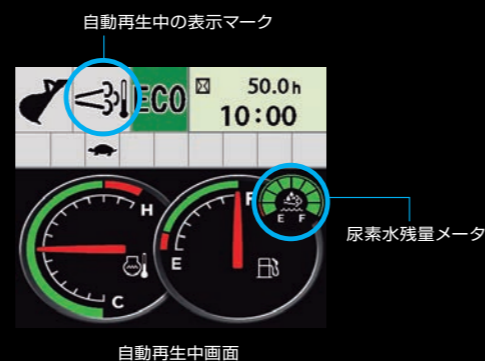 自動再生中の表示マーク
ECO
50.0h
10:00
H
C
F
E
E F
尿素水残量メータ
自動再生中画面